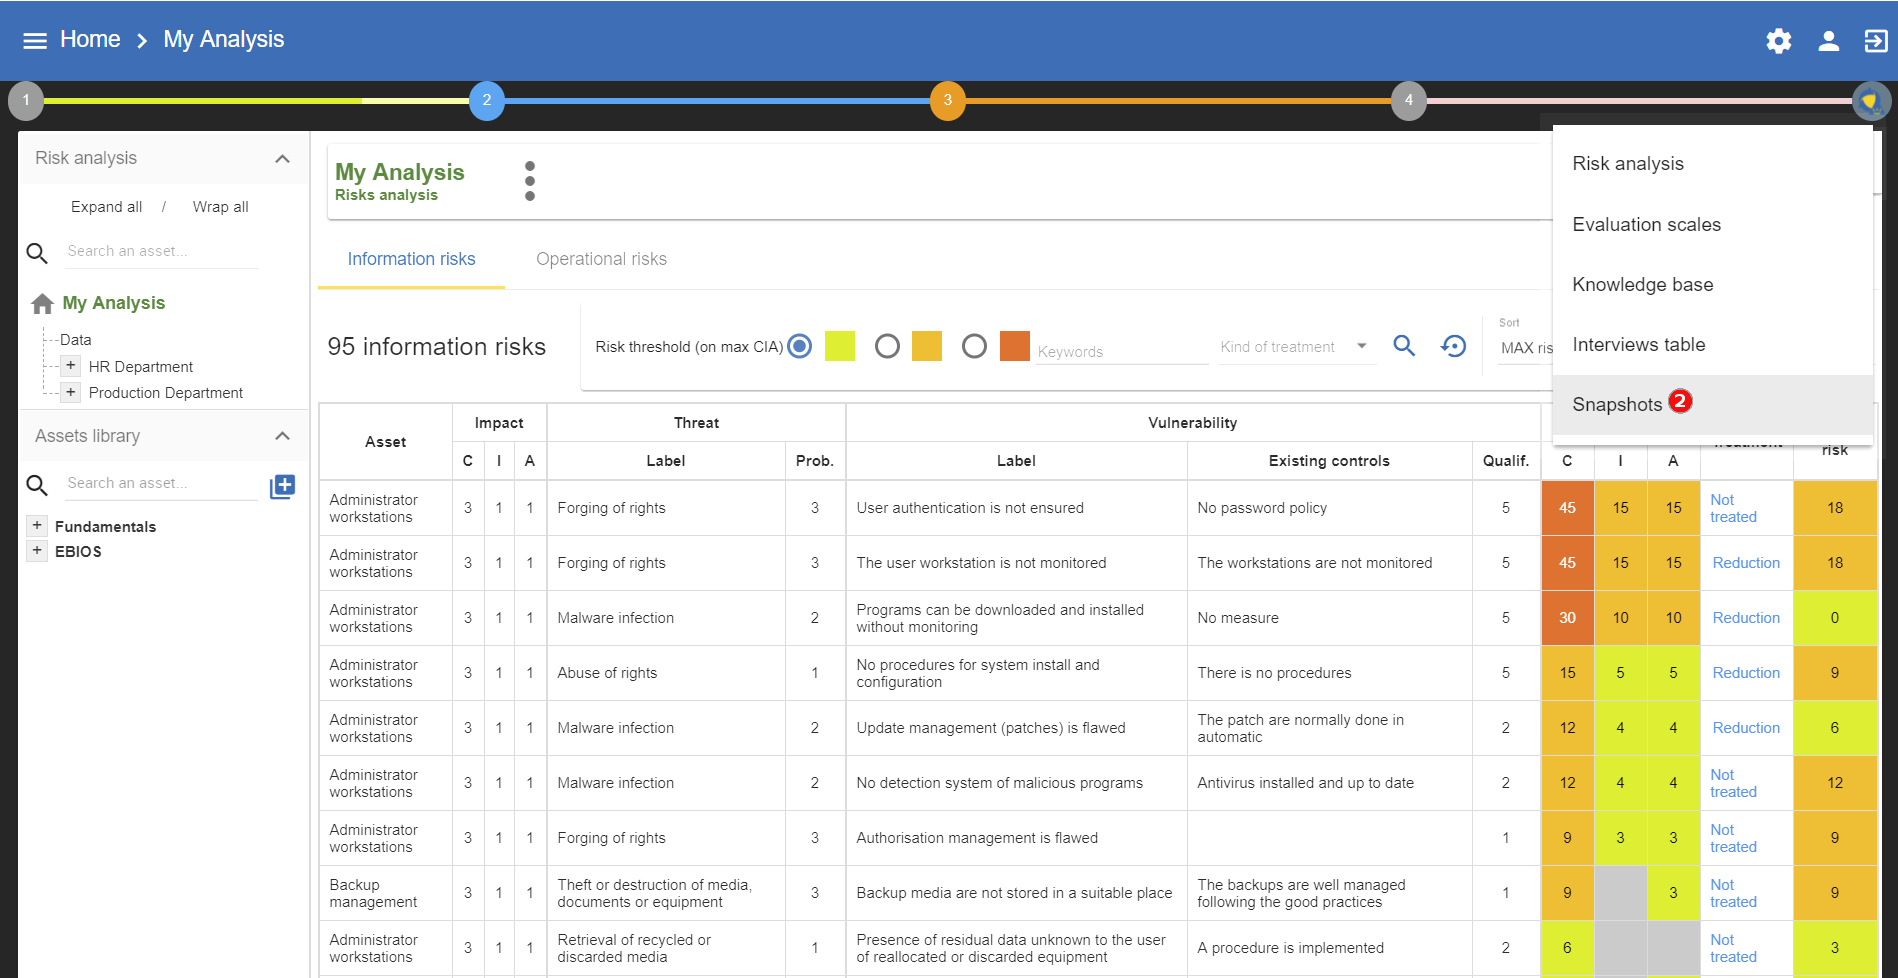 Home > My Analysis
1
2
3
4
Risk analysis
Expand all / Wrap all
Search an asset...
My Analysis
Data
+ HR Department
+ Production Department
Assets library
Search an asset...
+ Fundamentals
+ EBIOS
My Analysis
Risks analysis
Information risks
Operational risks
95 information risks
Risk threshold (on max CIA)
Keywords
Kind of treatment
Sort
MAX ris
Risk analysis
Evaluation scales
Knowledge base
Interviews table
Snapshots 2
Asset Impact Threat Vulnerability
C I A Label Prob. Label Existing controls Qualif. C I A risk
Administrator workstations 3 1 1 Forging of rights 3 User authentication is not ensured No password policy 5 45 15 15 Not treated 18
Administrator workstations 3 1 1 Forging of rights 3 The user workstation is not monitored The workstations are not monitored 5 45 15 15 Reduction 18
Administrator workstations 3 1 1 Malware infection 2 Programs can be downloaded and installed without monitoring No measure 5 30 10 10 Reduction 0
Administrator workstations 3 1 1 Abuse of rights 1 No procedures for system install and configuration There is no procedures 5 15 5 5 Reduction 9
Administrator workstations 3 1 1 Malware infection 2 Update management (patches) is flawed The patch are normally done in automatic 2 12 4 4 Reduction 6
Administrator workstations 3 1 1 Malware infection 2 No detection system of malicious programs Antivirus installed and up to date 2 12 4 4 Not treated 12
Administrator workstations 3 1 1 Forging of rights 3 Authorisation management is flawed 1 9 3 3 Not treated 9
Backup management 3 1 1 Theft or destruction of media, documents or equipment 3 Backup media are not stored in a suitable place The backups are well managed following the good practices 1 9 3 Not treated 9
Administrator workstations 3 1 1 Retrieval of recycled or discarded media 1 Presence of residual data unknown to the user of reallocated or discarded equipment A procedure is implemented 2 6 Not treated 3